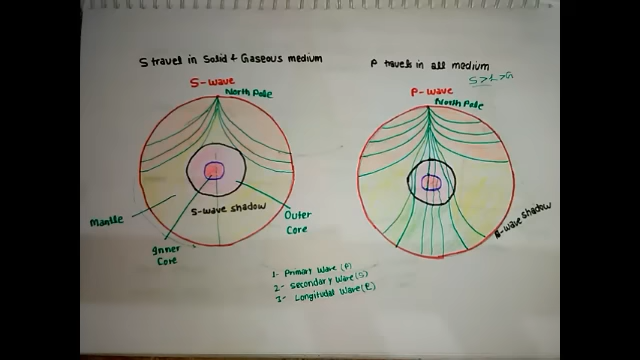 S travel in Solid & Gaseous medium
S-wave
North Pole
Mantle
Inner
Core
S-wave shadow
Outer
Core
P travels in all medium
S>L>G
P-wave
North Pole
-wave shadow
1- Primary Wave (P)
2- Secondary Wave (S)
3- Longitudal Wave (L)